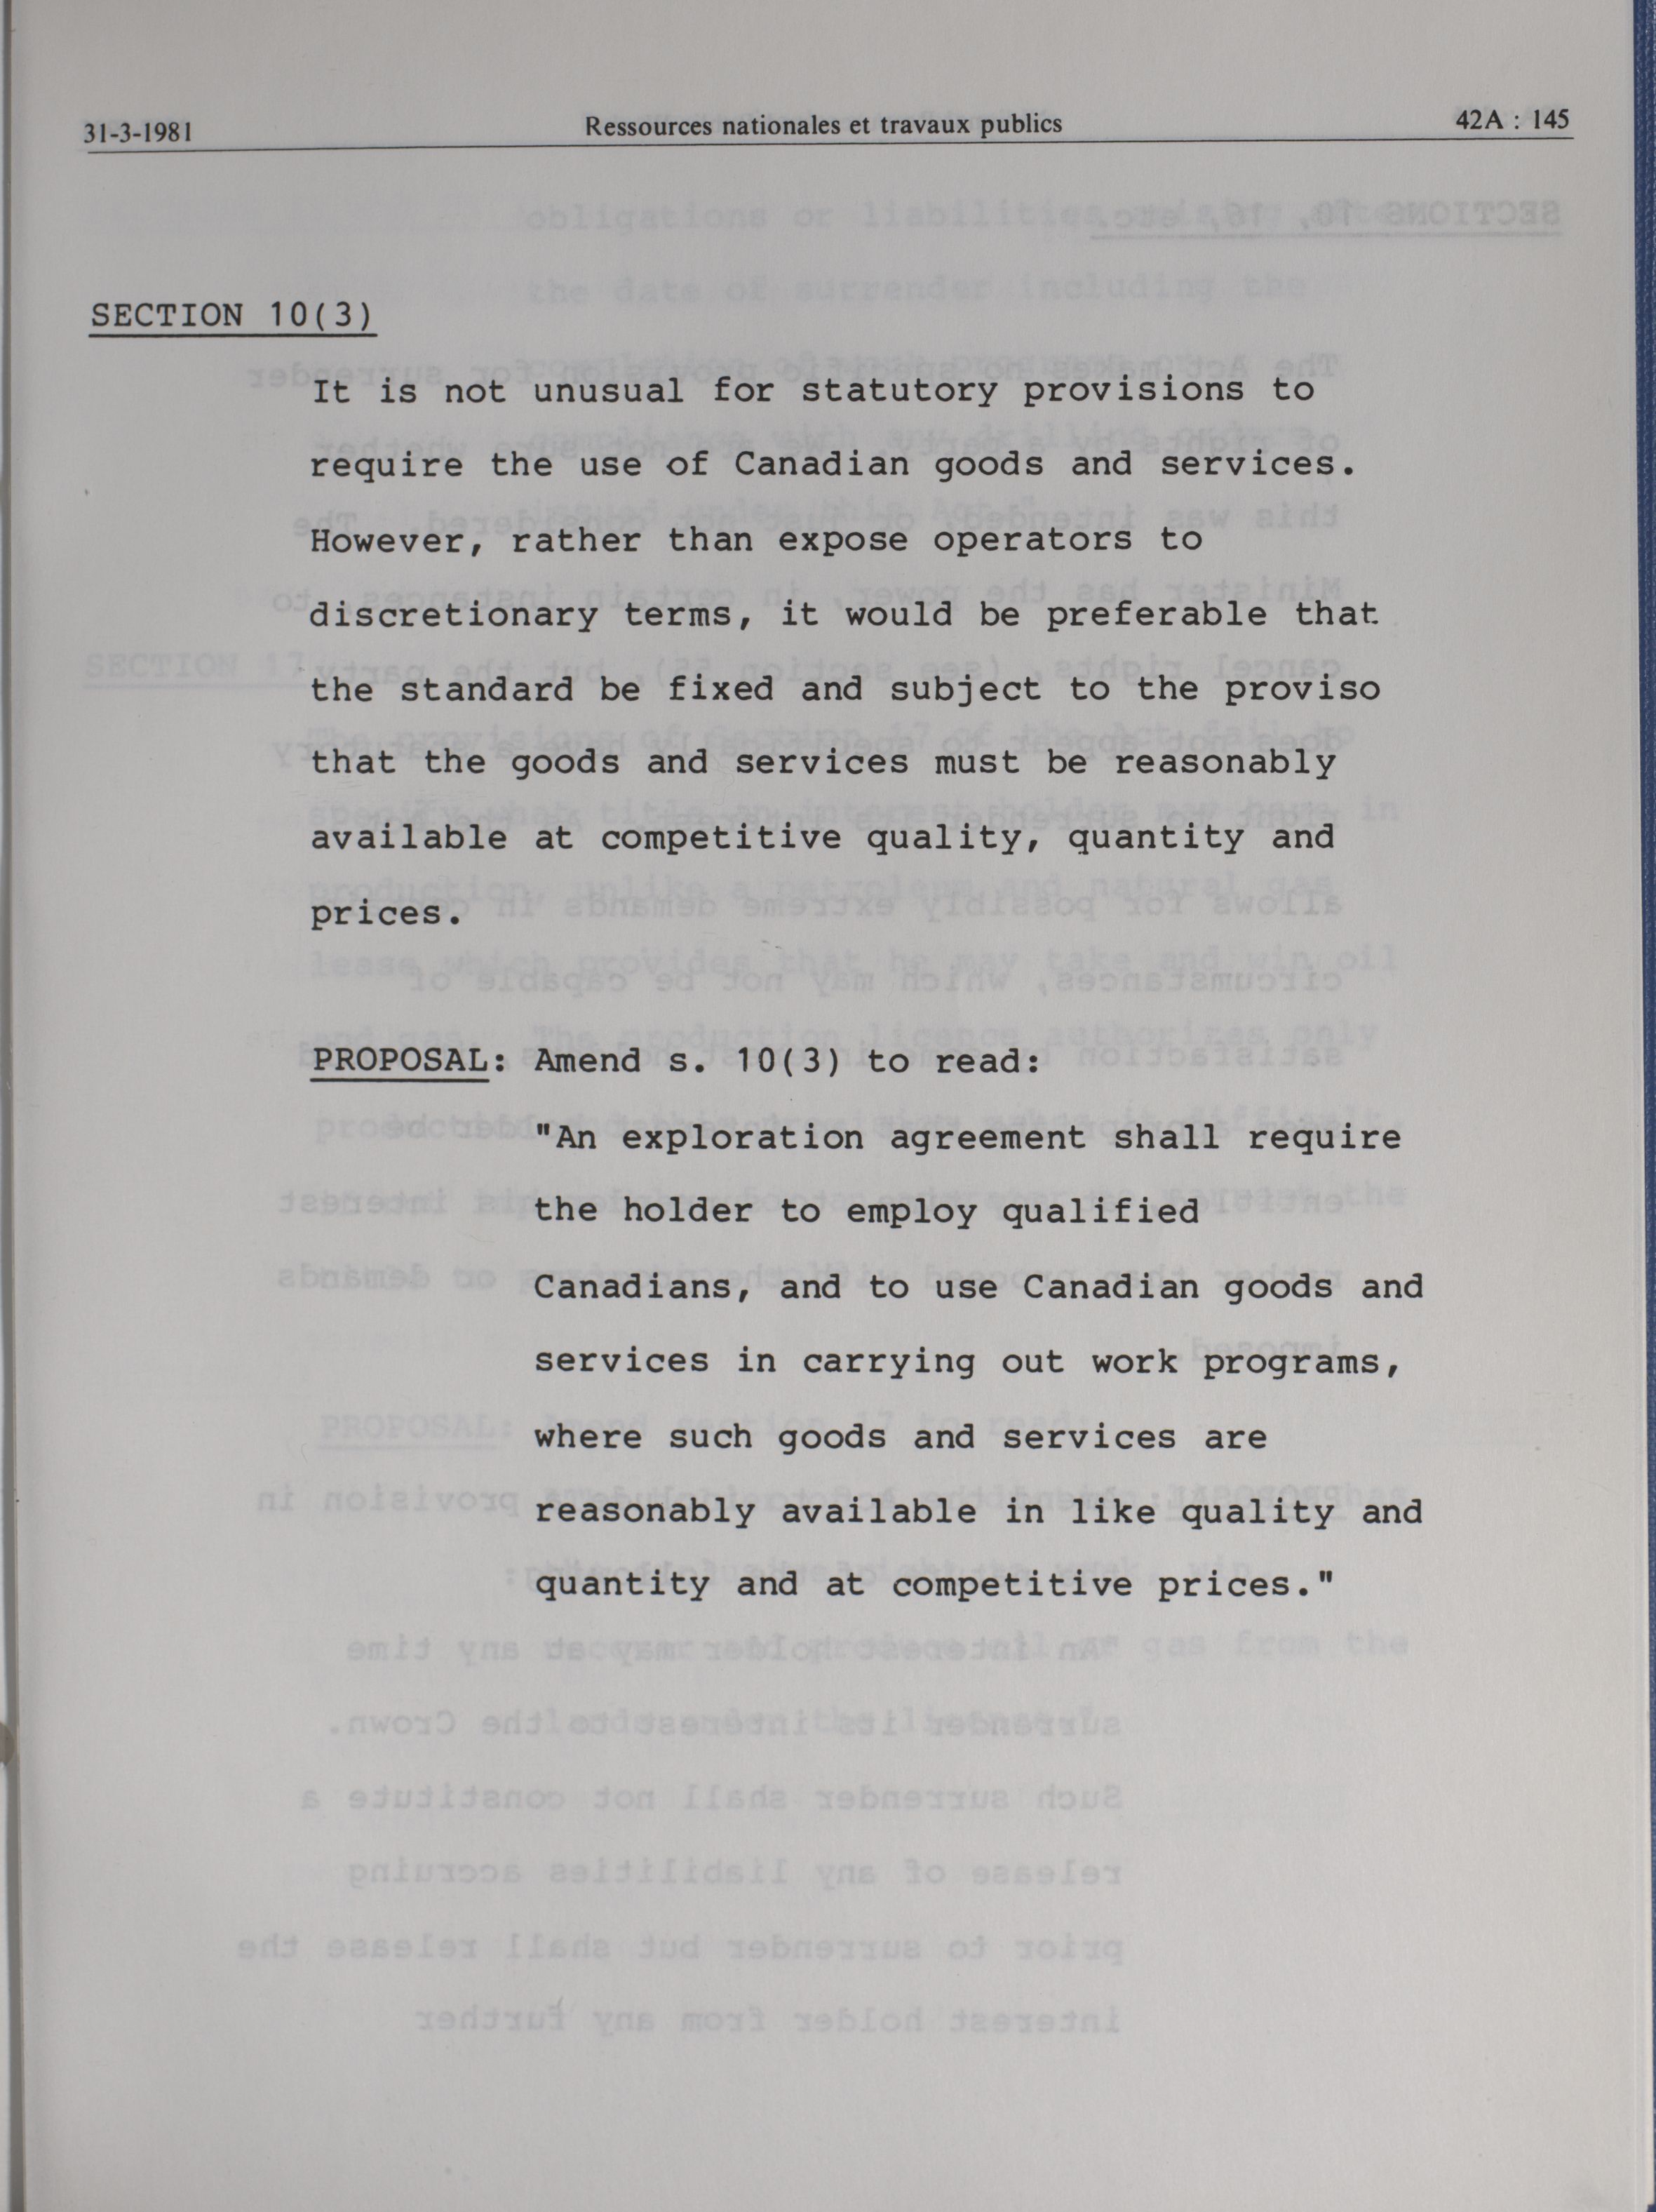 31-3-1981 Ressources nationales et travaux publics 42A : 145
SECTION 10(3)
It is not unusual for statutory provisions to
require the use of Canadian goods and services.
However, rather than expose operators to
discretionary terms, it would be preferable that
the standard be fixed and subject to the proviso
that the goods and services must be reasonably
available at competitive quality, quantity and
prices.
PROPOSAL: Amend s. 10(3) to read:
"An exploration agreement shall require
the holder to employ qualified
Canadians, and to use Canadian goods and
services in carrying out work programs,
where such goods and services are
reasonably available in like quality and
quantity and at competitive prices."